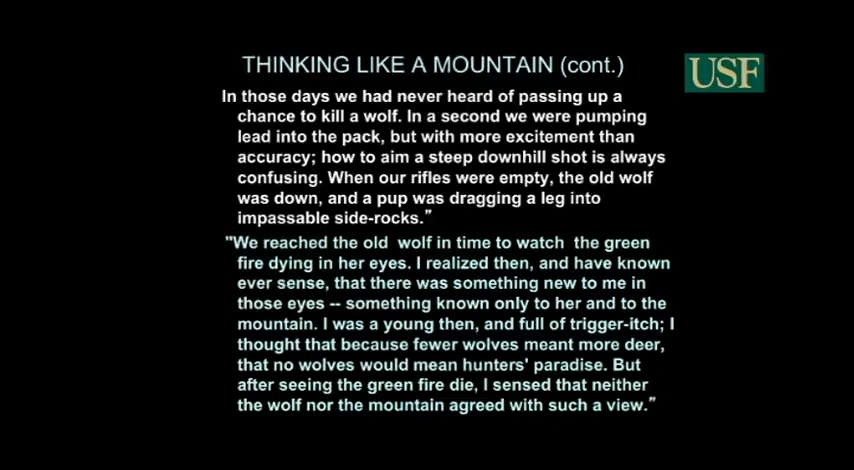 THINKING LIKE A MOUNTAIN (cont.)
USF
In those days we had never heard of passing up a
chance to kill a wolf. In a second we were pumping
lead into the pack, but with more excitement than
accuracy; how to aim a steep downhill shot is always
confusing. When our rifles were empty, the old wolf
was down, and a pup was dragging a leg into
impassable side-rocks.”
"We reached the old wolf in time to watch the green
fire dying in her eyes. I realized then, and have known
ever sense, that there was something new to me in
those eyes -- something known only to her and to the
mountain. I was a young then, and full of trigger-itch; I
thought that because fewer wolves meant more deer,
that no wolves would mean hunters' paradise. But
after seeing the green fire die, I sensed that neither
the wolf nor the mountain agreed with such a view.”